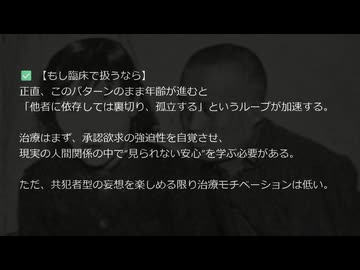 ✅ 【もし臨床で扱うなら】
正直、このパターンのまま年齢が進むと
「他者に依存しては裏切り、孤立する」というループが加速する。
治療はまず、承認欲求の強迫性を自覚させ、
現実の人間関係の中で“見られない安心”を学ぶ必要がある。
ただ、共犯者型の妄想を楽しめる限り治療モチベーションは低い。